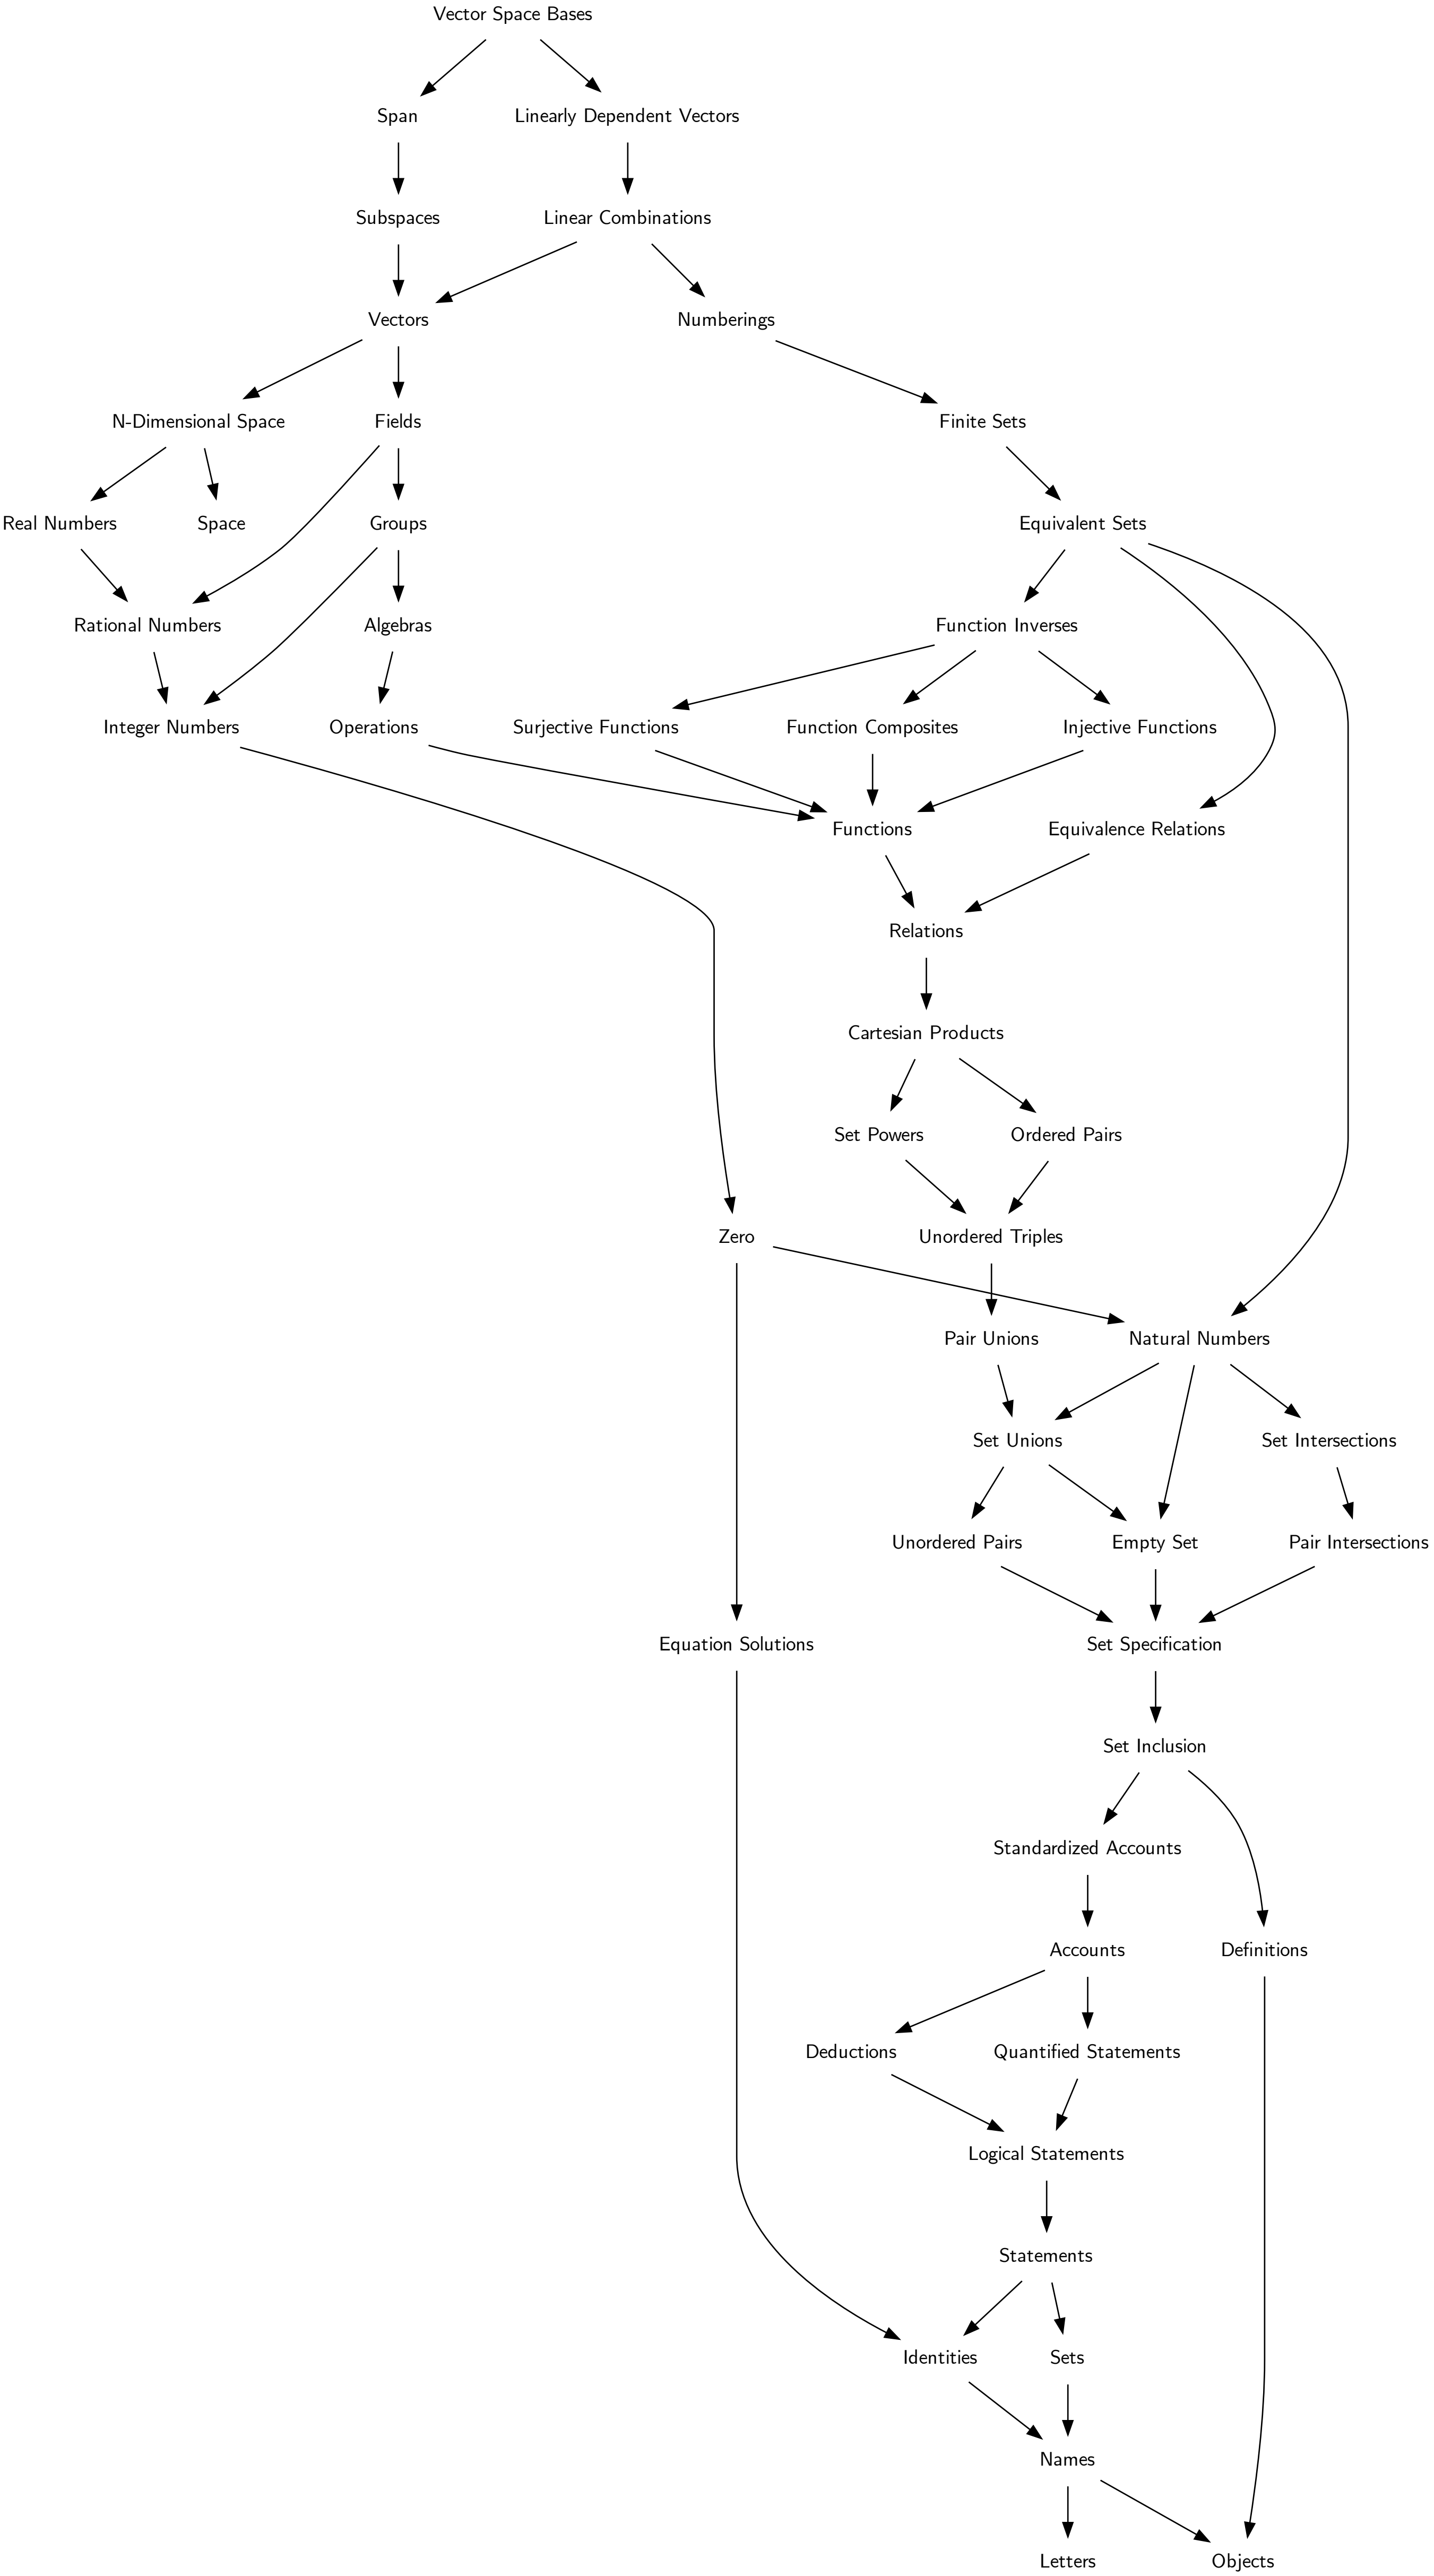 Vector Space Bases
Span
Linearly Dependent Vectors
Subspaces
Linear Combinations
Vectors
Numberings
N-Dimensional Space
Fields
Finite Sets
Real Numbers
Space
Groups
Equivalent Sets
Rational Numbers
Algebras
Function Inverses
Integer Numbers
Operations
Surjective Functions
Function Composites
Injective Functions
Functions
Equivalence Relations
Relations
Cartesian Products
Set Powers
Ordered Pairs
Zero
Unordered Triples
Pair Unions
Natural Numbers
Set Unions
Set Intersections
Unordered Pairs
Empty Set
Pair Intersections
Equation Solutions
Set Specification
Set Inclusion
Standardized Accounts
Accounts
Definitions
Deductions
Quantified Statements
Logical Statements
Statements
Identities
Sets
Names
Letters
Objects